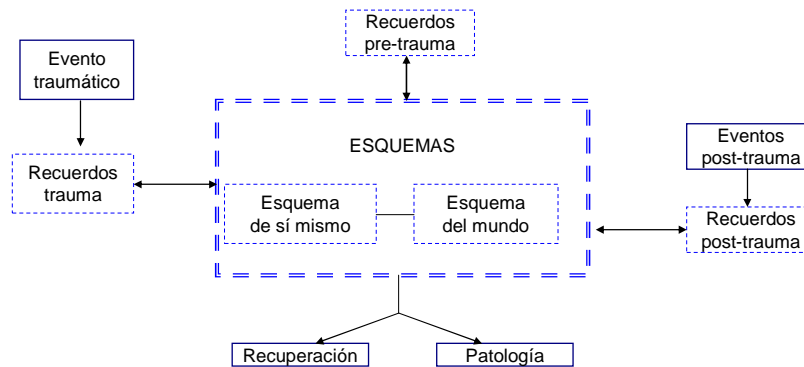 Recuerdos
pre-trauma
Evento
traumático
ESQUEMAS
Eventos
post-trauma
Recuerdos
trauma
Esquema
de sí mismo
Esquema
del mundo
Recuerdos
post-trauma
Recuperación
Patología